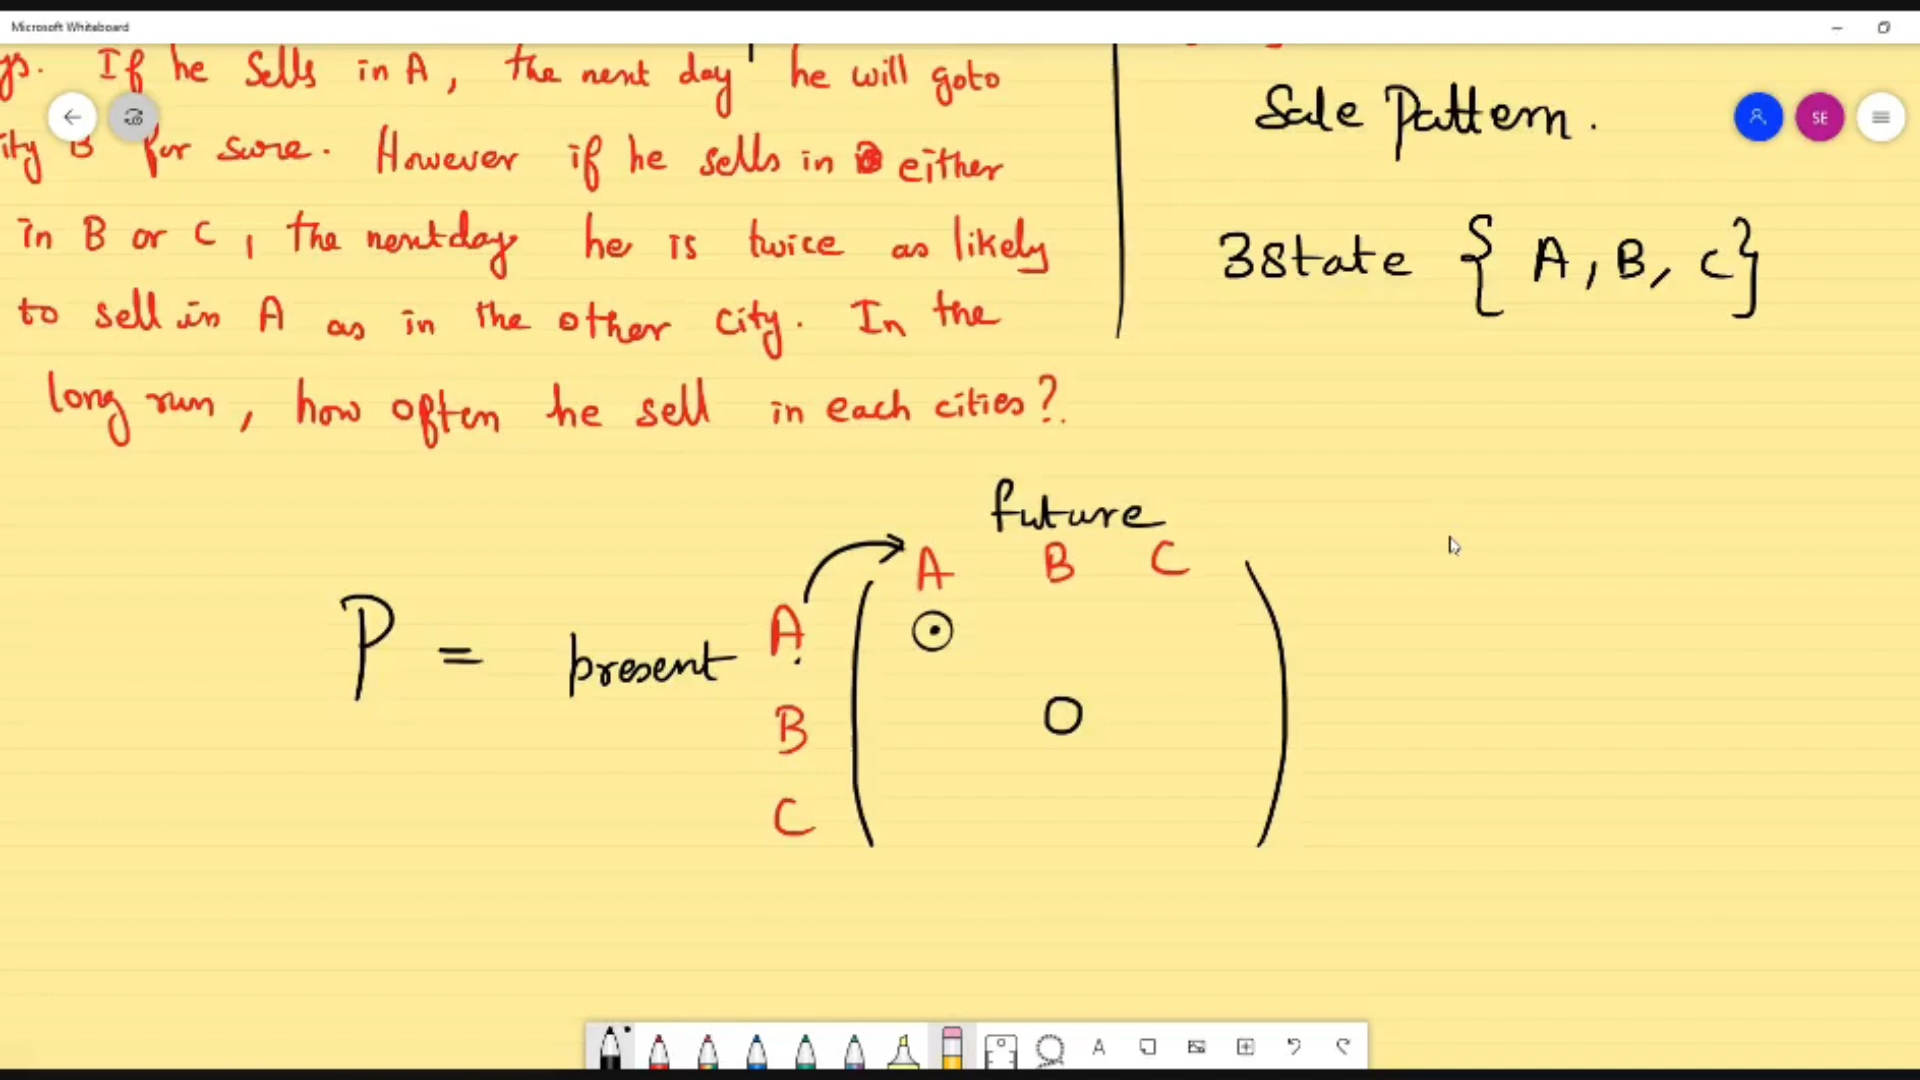 Microsoft Whiteboard
ys. If he sells in A, the next day he will goto
ity B for sure. However if he sells in either
in B or C, the nextday he is twice as likely
to sell in A as in the other city. In the
long run, how often he sell in each cities?.
Sale Pattern.
3state { A, B, C}
SE
future
A B C
P = present A
B 0
C
A